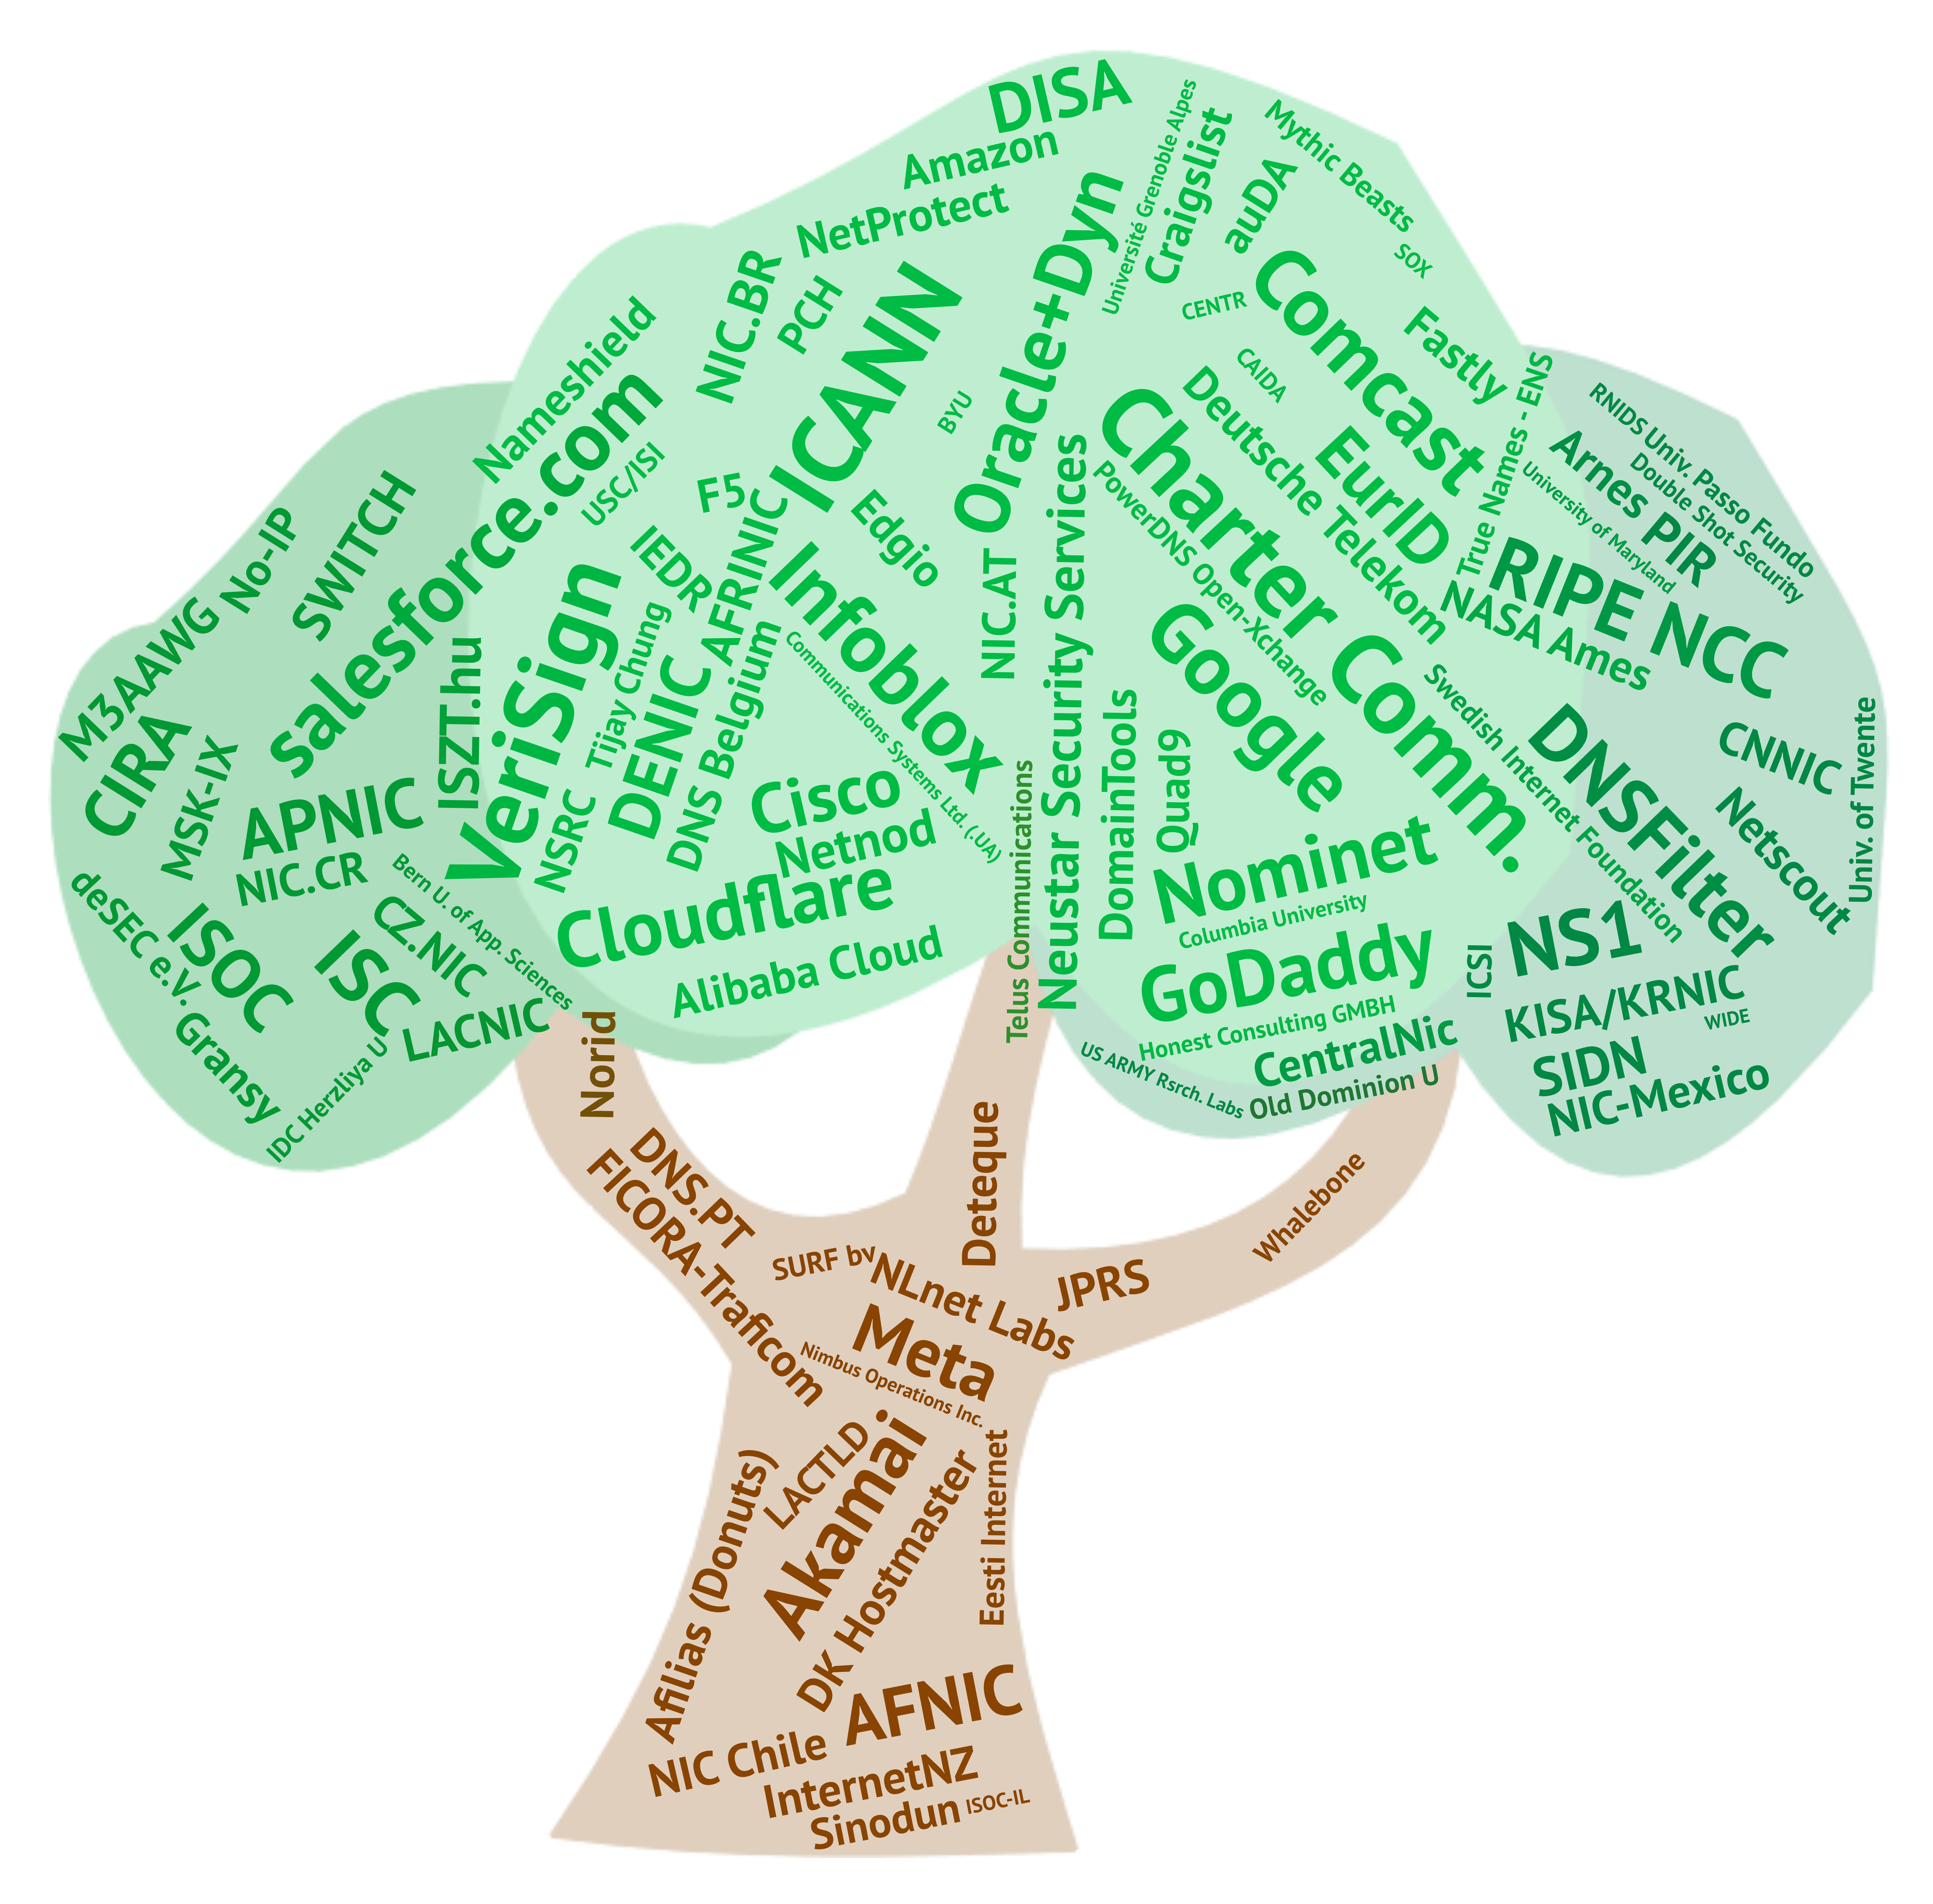 DISA
Amazon
NetProtect
Université Grenoble Alpes
Craigslist
auDA
Mythic Beasts
SOX
NIC.BR
PCH
ICANN
Oracle+Dyn
CENTR
Comcast
Fastly
CAIDA
BYU
Nameshield
salesforce.com
USC/ISI
F5
Edgio
IEDR
AFRINIC
Infoblox
Deutsche Telekom
EurID
Charter Comm.
PowerDNS Open-Xchange
True Names - ENS
RNIDS
Univ. Passo Fundo
Double Shot Security
Arnes
PIR
University of Maryland
RIPE NCC
NASA Ames
SWITCH
No-IP
M3AAWG
CIRA
MSK-IX
ISZT.hu
VeriSign
Tijay Chung
NSRC
DENIC
DNS Belgium
Communications Systems Ltd. (.UA)
NIC.AT
Neustar Security Services
Google
DomainTools
Quad9
Swedish Internet Foundation
DNSFilter
CNNIC
Netscout
Univ. of Twente
APNIC
NIC.CR
deSEC e.V.
ISOC
ISC
CZ.NIC
Bern U. of App. Sciences
LACNIC
Gransy
IDC Herzliya U
Cisco
Netnod
Cloudflare
Alibaba Cloud
Telus Communications
Nominet
Columbia University
GoDaddy
Honest Consulting GMBH
CentralNic
Old Dominion U
US ARMY Rsrch. Labs
ICSI
NS1
KISA/KRNIC
WIDE
SIDN
NIC-Mexico
Norid
DNS.PT
FICORA-Traficom
SURF bv
NLnet Labs
Deteque
JPRS
Whalebone
Meta
Nimbus Operations Inc.
LACTLD
Akamai
DK Hostmaster
Eesti Internet
Afilias (Donuts)
AFNIC
NIC Chile
InternetNZ
Sinodun
ISOC-IL